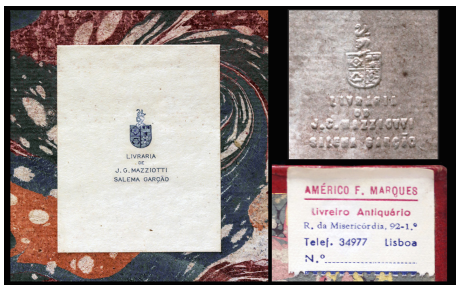 LIVRARIA
DE
J. G. MAZZIOTTI
SALEMA GARÇÃO
LIVRARIA
DE
J. G. MAZZIOTTI
SALEMA GARÇÃO
AMÉRICO F. MARQUES
Livreiro Antiquário
R. da Misericórdia, 92-1.º
Telef. 34977 Lisboa
N.º